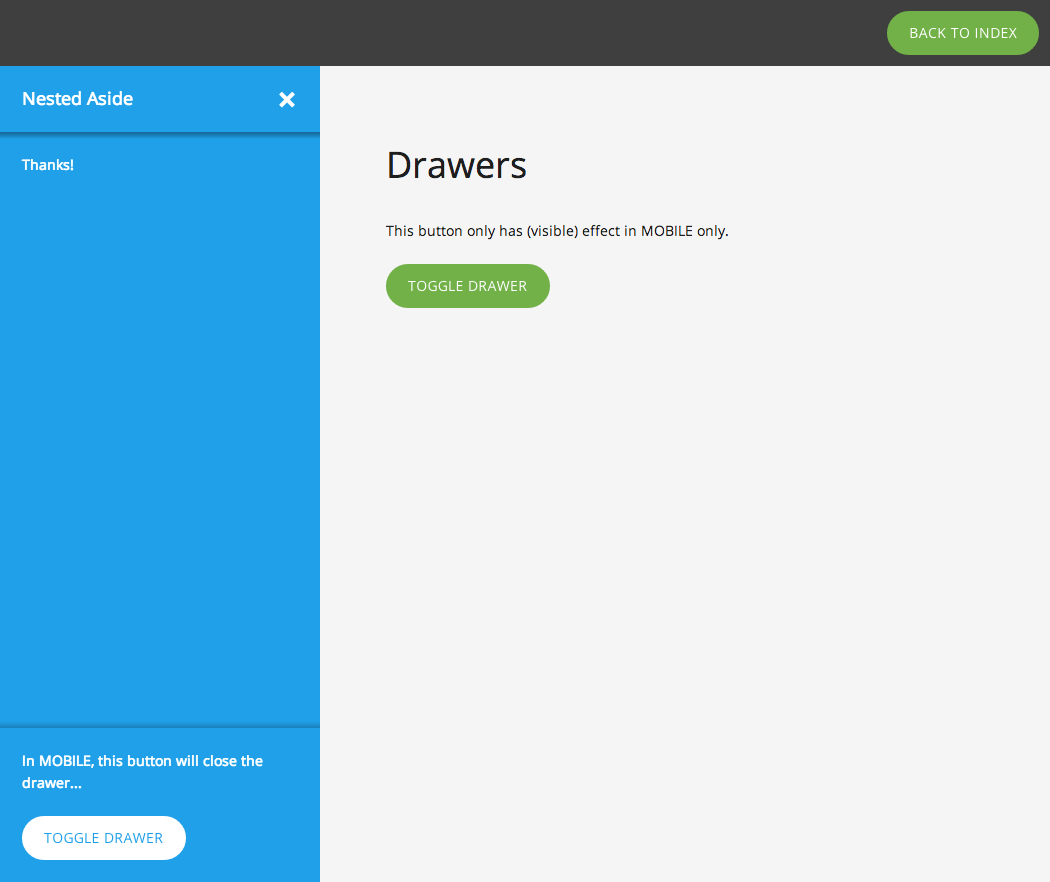 BACK TO INDEX
Nested Aside
Thanks!
Drawers
This button only has (visible) effect in MOBILE only.
TOGGLE DRAWER
In MOBILE, this button will close the
drawer...
TOGGLE DRAWER